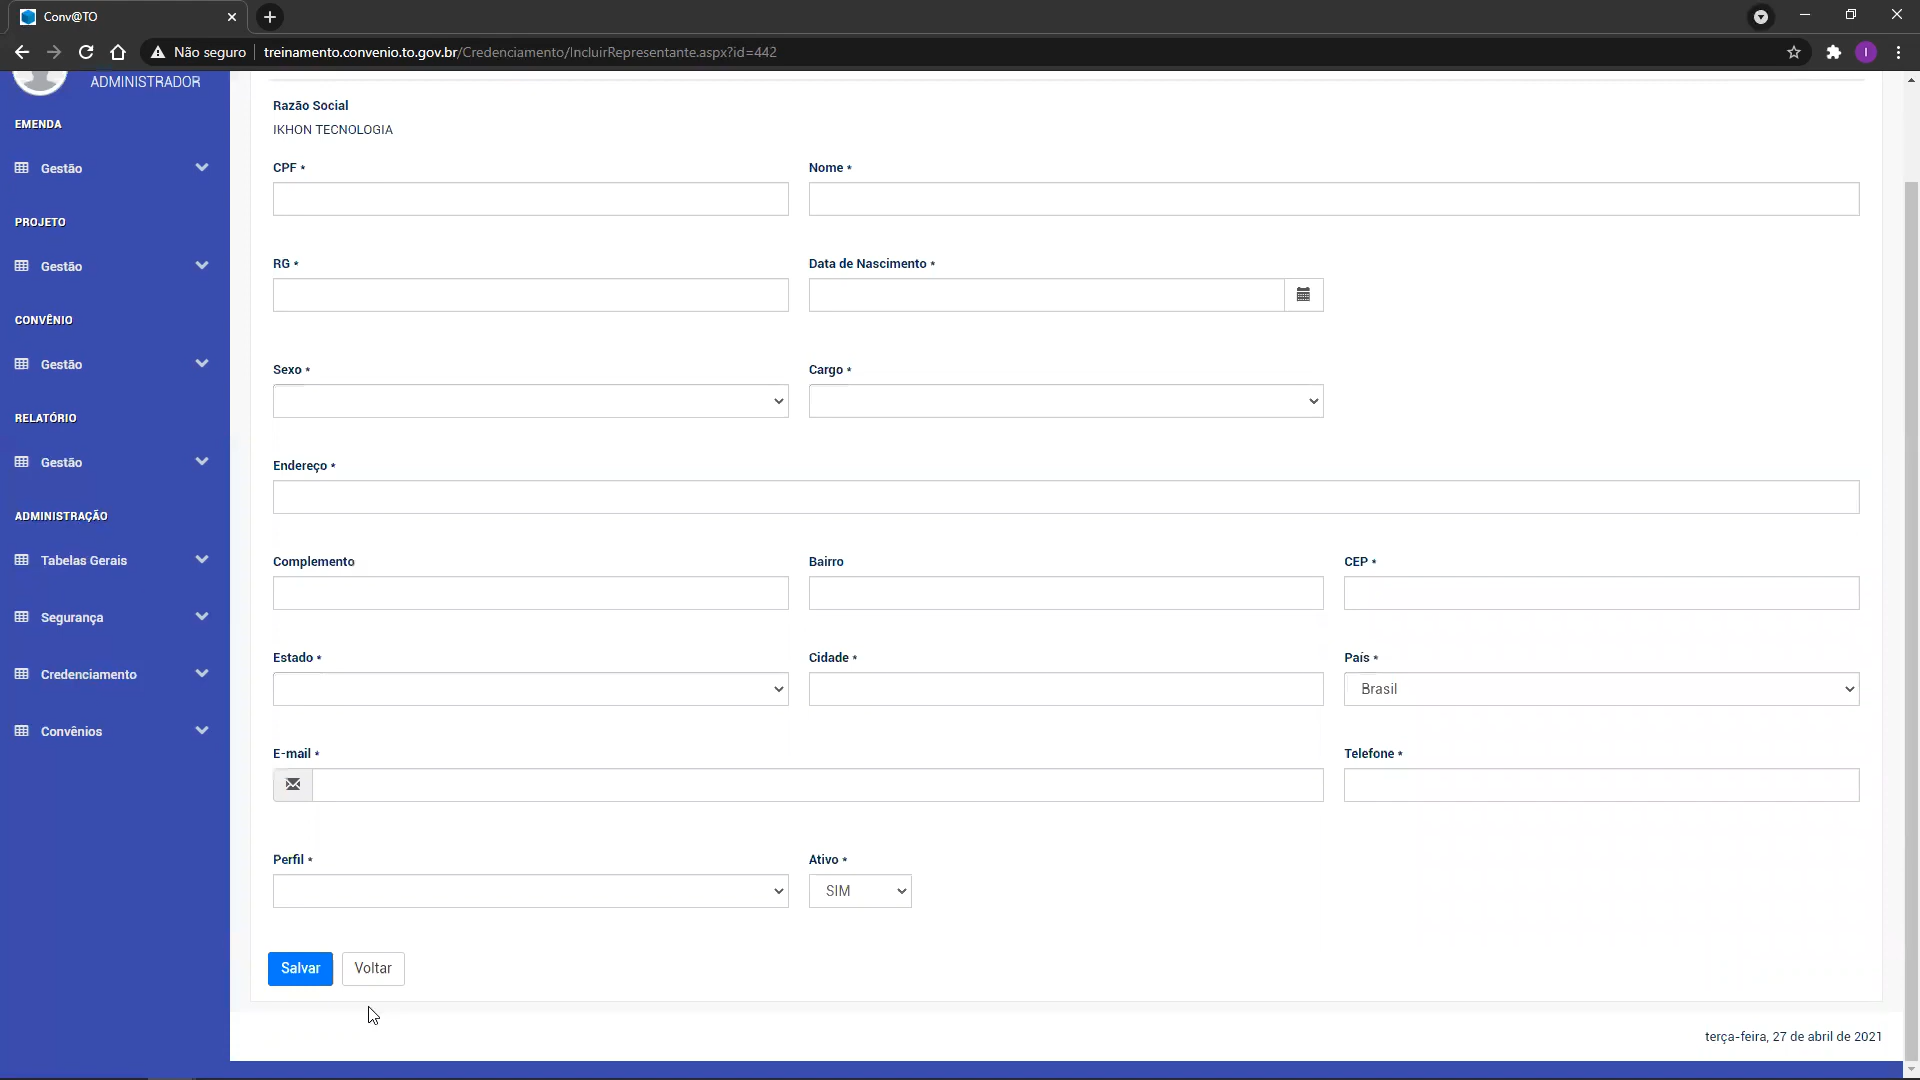 Conv@TO
Não seguro
treinamento.convenio.to.gov.br/Credenciamento/IncluirRepresentante.aspx?id=442
I
ADMINISTRADOR
EMENDA
Gestão
PROJETO
Gestão
CONVÊNIO
Gestão
RELATÓRIO
Gestão
ADMINISTRAÇÃO
Tabelas Gerais
Segurança
Credenciamento
Convênios
Razão Social
IKHON TECNOLOGIA
CPF *
Nome *
RG *
Data de Nascimento *
Sexo *
Cargo *
Endereço *
Complemento
Bairro
CEP *
Estado *
Cidade *
País *
Brasil
E-mail *
Telefone *
Perfil *
Ativo *
SIM
Salvar
Voltar
terça-feira, 27 de abril de 2021